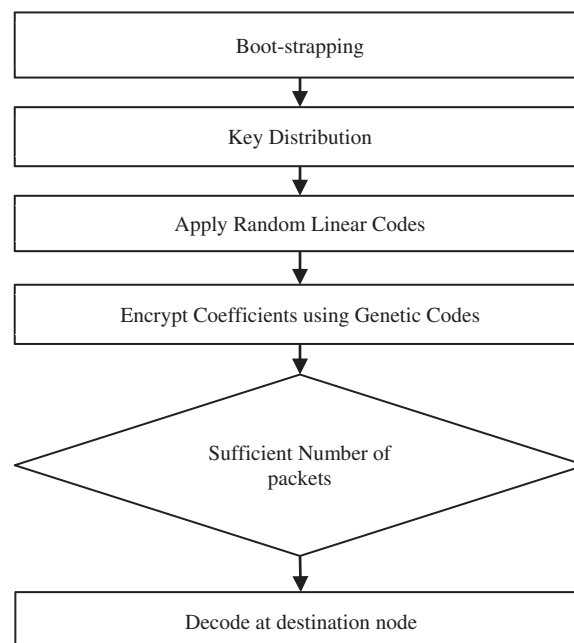 Boot-strapping
Key Distribution
Apply Random Linear Codes
Encrypt Coefficients using Genetic Codes
Sufficient Number of
packets
Decode at destination node